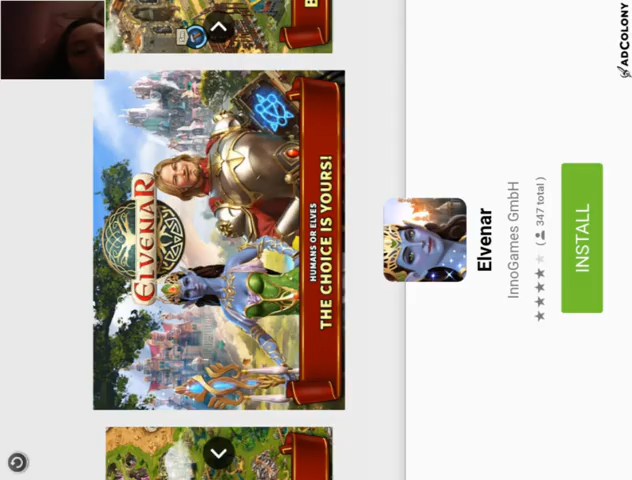 ELVENAR
HUMANS OR ELVES
THE CHOICE IS YOURS!
Elvenar
InnoGames GmbH
( 347 total )
INSTALL
ADCOLONY